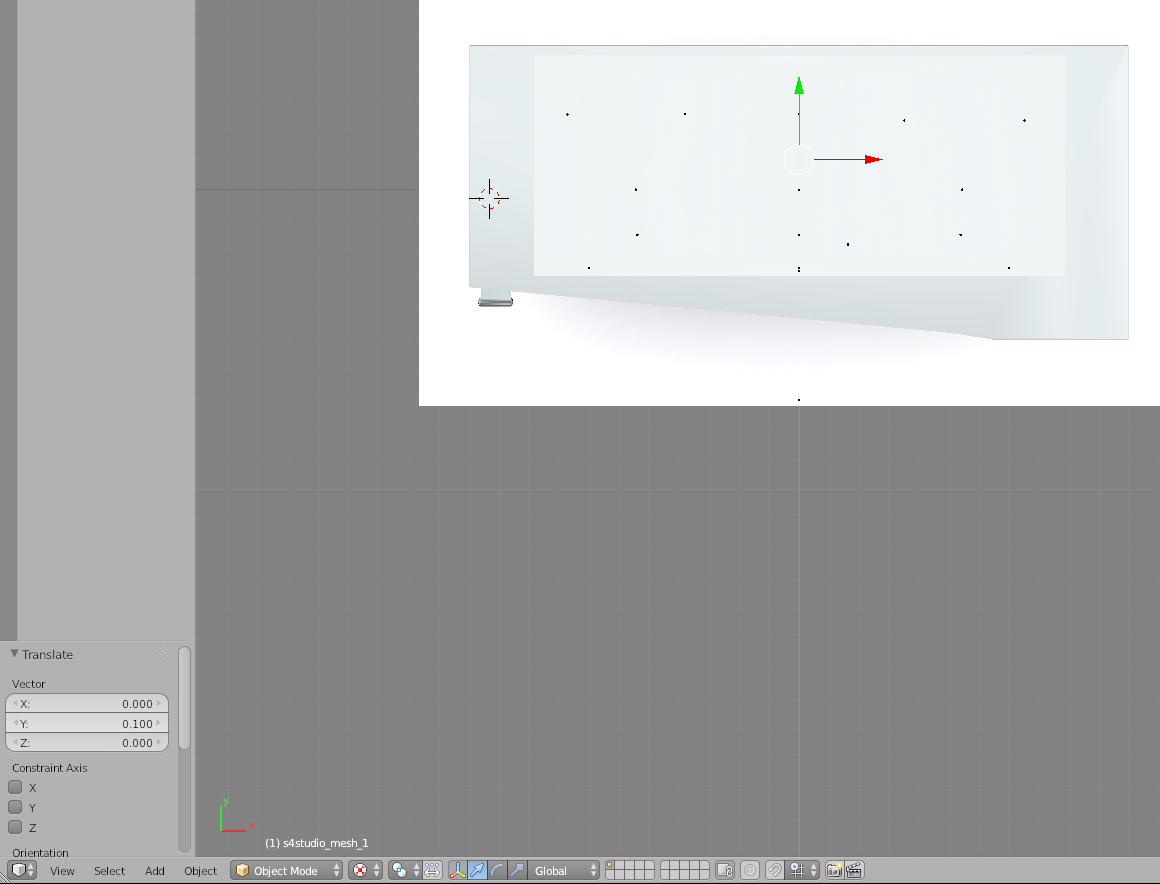 Translate
Vector
X: 0.000
Y: 0.100
Z: 0.000
Constraint Axis
X
Y
Z
Orientation
y
x
(1) s4studio_mesh_1
View Select Add Object Object Mode Global